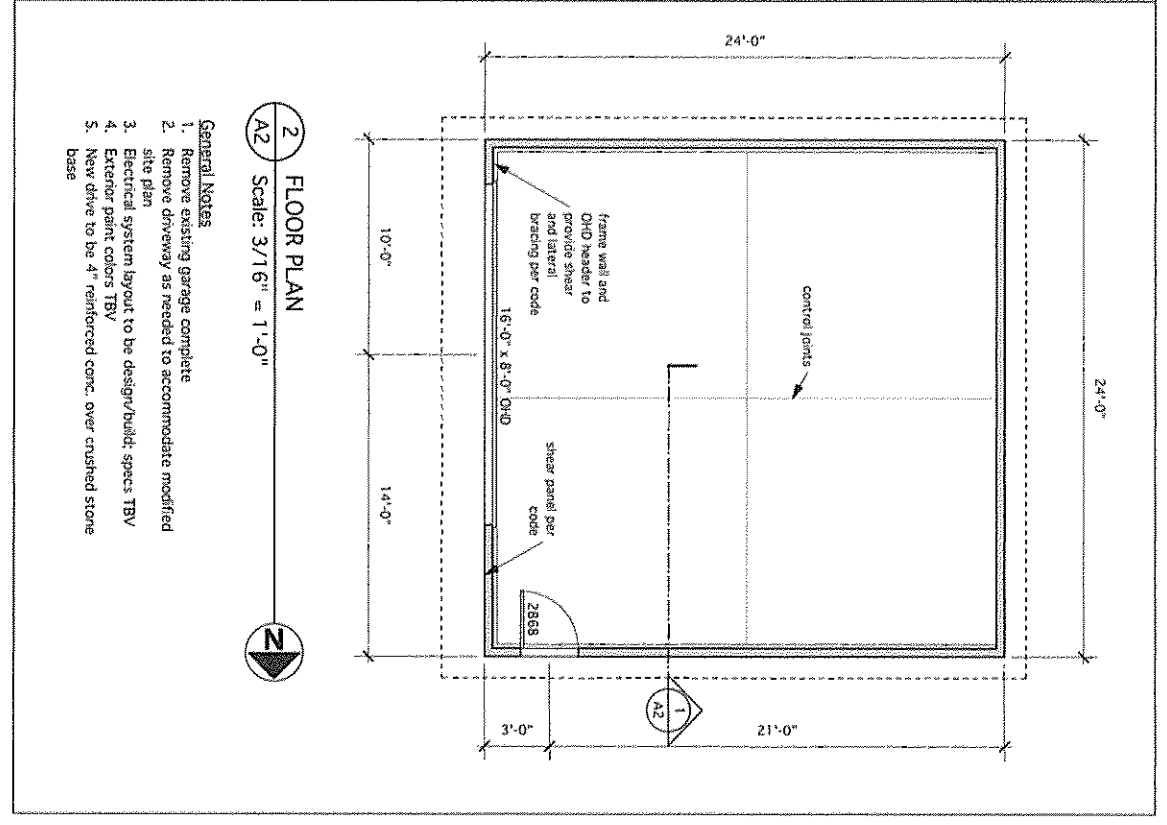 24'-0"
24'-0"
10'-0"
14'-0"
3'-0"
21'-0"
frame wall and
OHD header to
provide shear
and lateral
bracing per code
control joints
16'-0" x 8'-0" OHD
shear panel per
code
2868
1
A2
2
A2
FLOOR PLAN
Scale: 3/16" = 1'-0"
N
General Notes
1. Remove existing garage complete
2. Remove driveway as needed to accommodate modified
site plan
3. Electrical system layout to be design/build; specs TBV
4. Exterior paint colors TBV
5. New drive to be 4" reinforced conc. over crushed stone
base